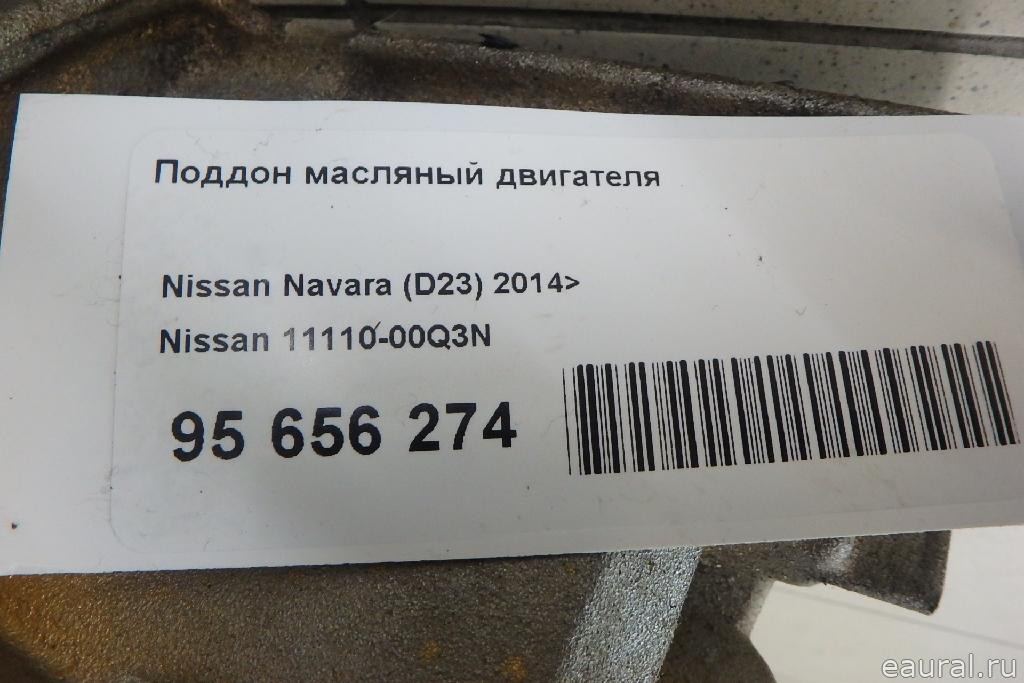 Поддон масляный двигателя
Nissan Navara (D23) 2014>
Nissan 11110-00Q3N
95 656 274
eaural.ru